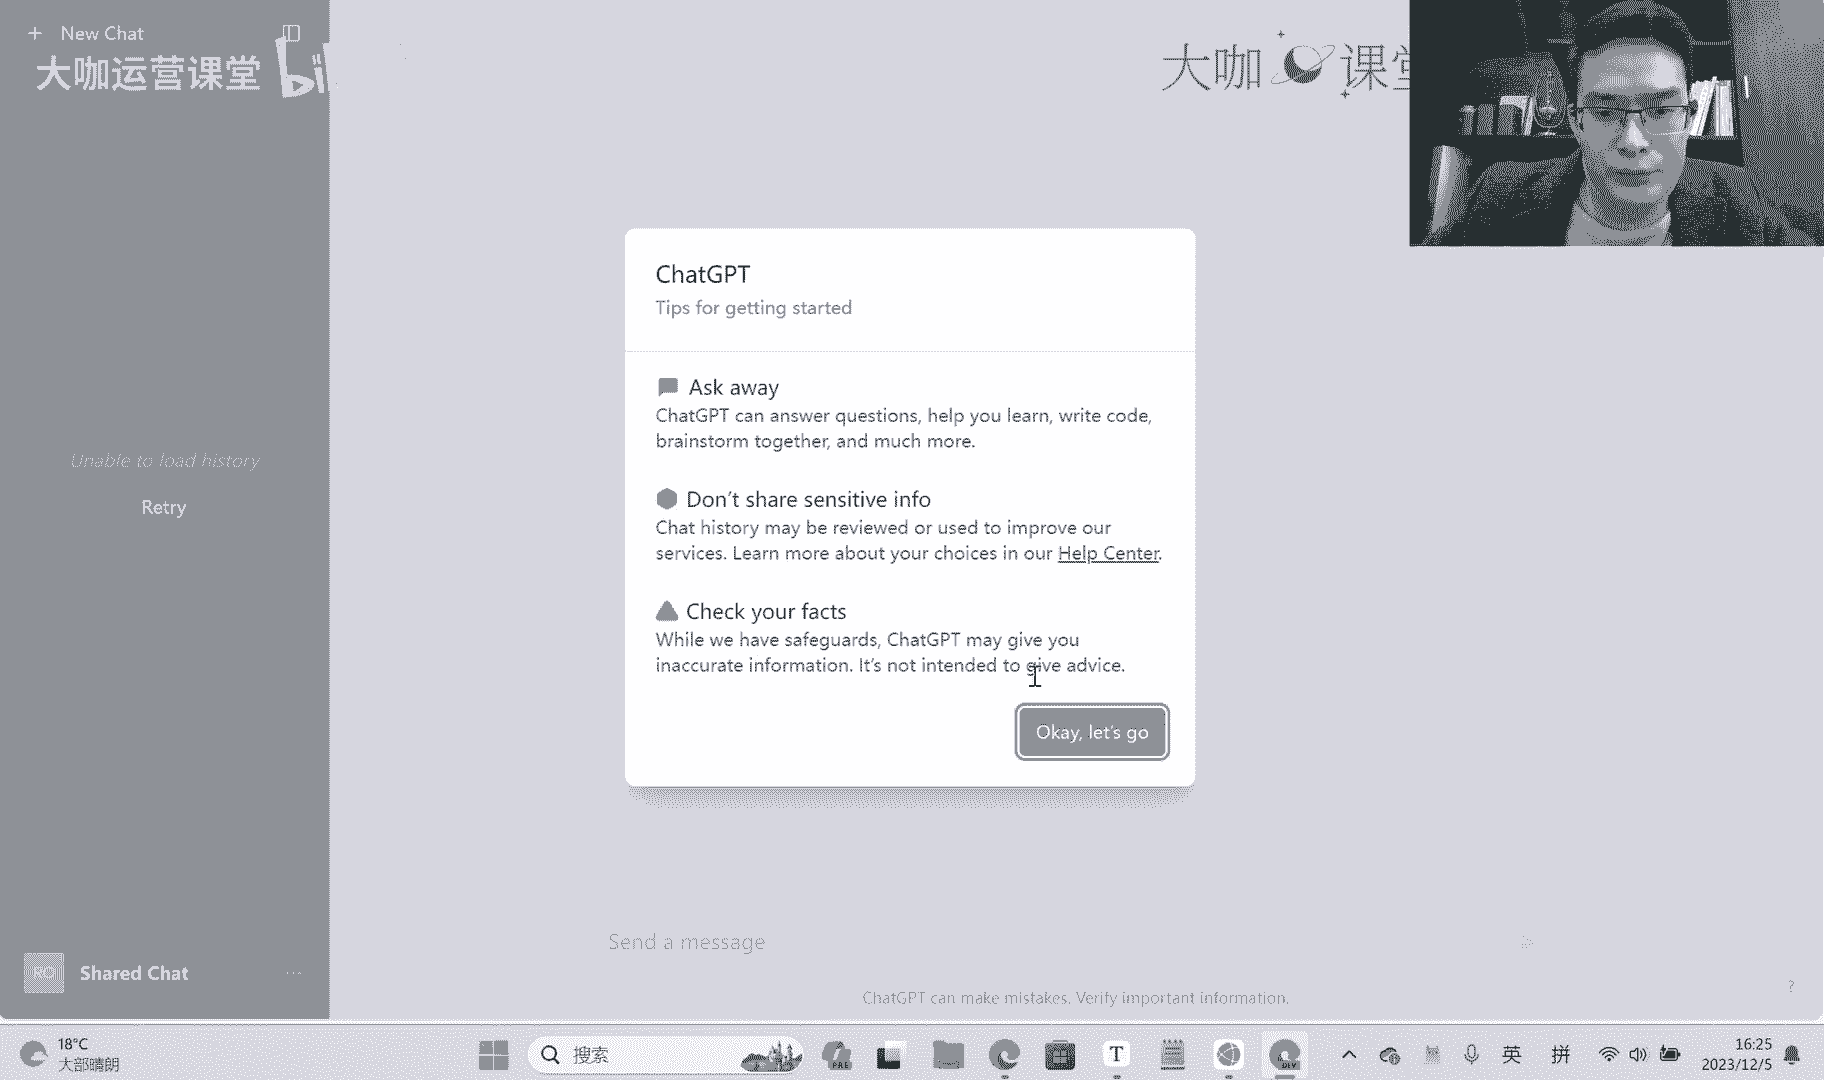 New Chat
大咖运营课堂 bil
大咖 课堂
ChatGPT
Tips for getting started
Ask away
ChatGPT can answer questions, help you learn, write code,
brainstorm together, and much more.
Don't share sensitive info
Chat history may be reviewed or used to improve our
services. Learn more about your choices in our Help Center.
Check your facts
While we have safeguards, ChatGPT may give you
inaccurate information. It's not intended to give advice.
Okay, let's go
Unable to load history
Retry
Send a message
RO Shared Chat ...
ChatGPT can make mistakes. Verify important information.
?
18°C
大部晴朗
搜索
PRE
T
DEV
英
拼
16:25
2023/12/5